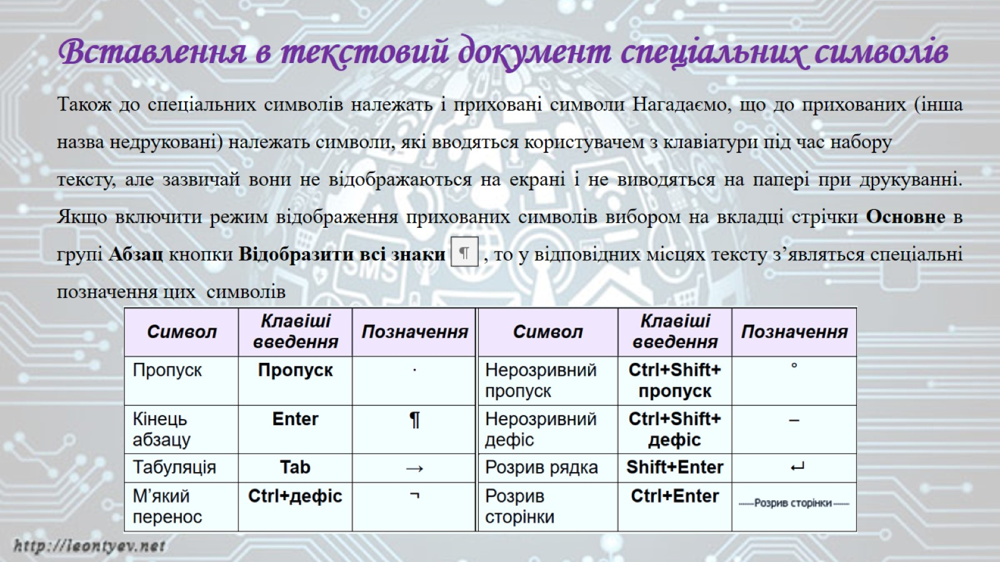 Вставлення в текстовий документ спеціальних символів
Також до спеціальних символів належать і приховані символи Нагадаємо, що до прихованих (інша
назва недруковані) належать символи, які вводяться користувачем з клавіатури під час набору
тексту, але зазвичай вони не відображаються на екрані і не виводяться на папері при друкуванні.
Якщо включити режим відображення прихованих символів вибором на вкладці стрічки Основне в
групі Абзац кнопки Відобразити всі знаки ¶ , то у відповідних місцях тексту з’являться спеціальні
позначення цих символів
Символ Клавіші введення Позначення Символ Клавіші введення Позначення
Пропуск Пропуск · Нерозривний пропуск Ctrl+Shift+ пропуск °
Кінець абзацу Enter ¶ Нерозривний дефіс Ctrl+Shift+ дефіс –
Табуляція Tab → Розрив рядка Shift+Enter ↵
М’який перенос Ctrl+дефіс ¬ Розрив сторінки Ctrl+Enter Розрив сторінки
SMS
http://leontyev.net